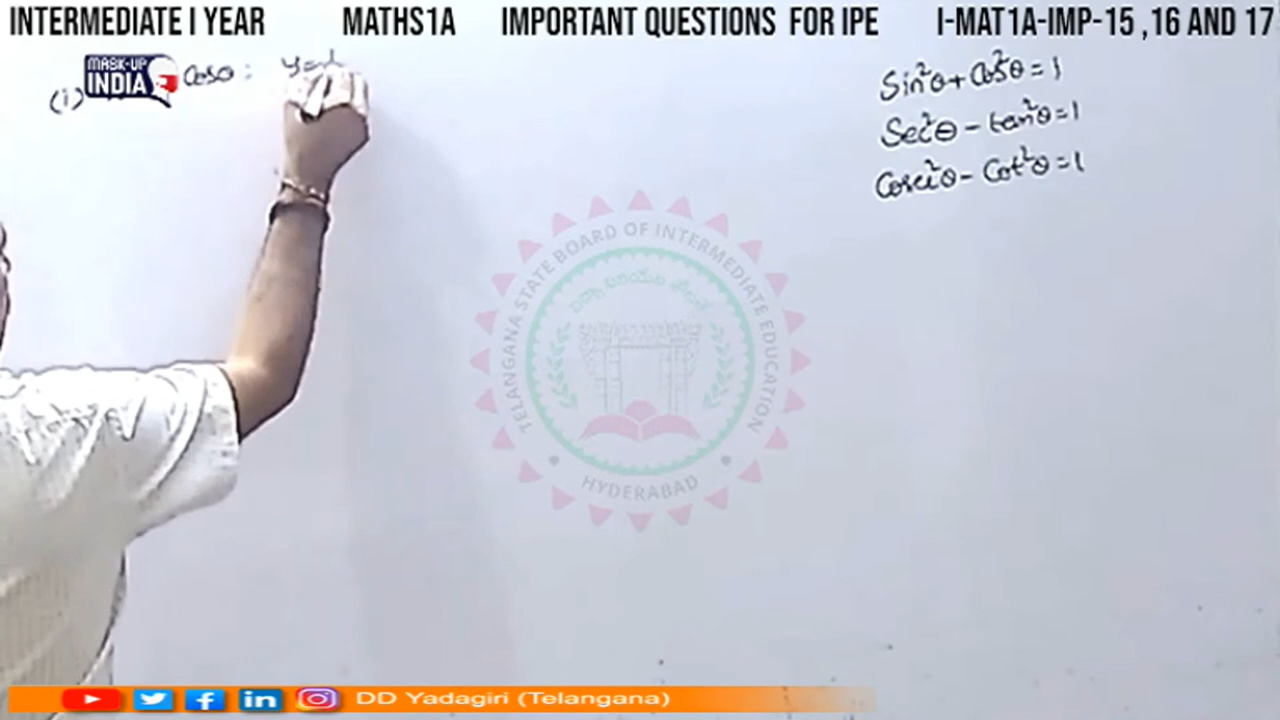 INTERMEDIATE I YEAR MATHS1A IMPORTANT QUESTIONS FOR IPE I-MAT1A-IMP-15 ,16 AND 17
MASK-UP
INDIA
(i) Cosθ :
Sin²θ + Cos²θ = 1
Sec²θ - tan²θ = 1
Cosec²θ - Cot²θ = 1
TELANGANA STATE BOARD OF INTERMEDIATE EDUCATION
HYDERABAD
in DD Yadagiri (Telangana)